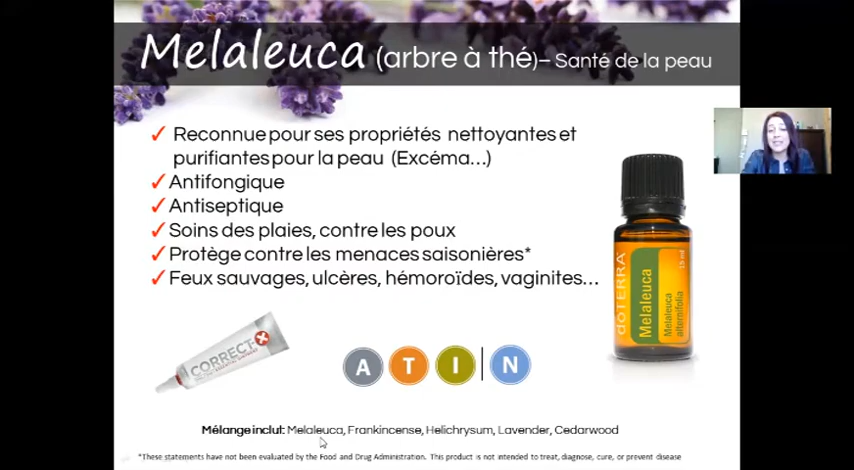 Melaleuca (arbre à thé)– Santé de la peau
✓ Reconnue pour ses propriétés nettoyantes et
purifiantes pour la peau (Excéma...)
✓ Antifongique
✓ Antiseptique
✓ Soins des plaies, contre les poux
✓ Protège contre les menaces saisonières*
✓ Feux sauvages, ulcères, hémoroïdes, vaginites...
dōTERRA
Melaleuca
Melaleuca
alternifolia
15 ml
CORRECT
A T I N
Mélange inclut: Melaleuca, Frankincense, Helichrysum, Lavender, Cedarwood
*These statements have not been evaluated by the Food and Drug Administration. This product is not intended to treat, diagnose, cure, or prevent disease